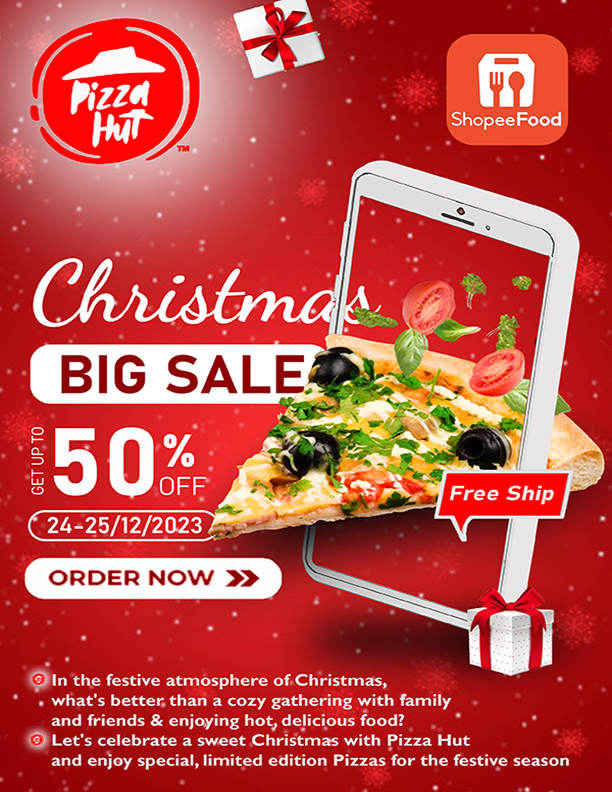 Pizza
Hut
TM
ShopeeFood
Christmas
BIG SALE
GET UP TO
50%
OFF
24-25/12/2023
Free Ship
ORDER NOW
In the festive atmosphere of Christmas,
what's better than a cozy gathering with family
and friends & enjoying hot, delicious food?
Let's celebrate a sweet Christmas with Pizza Hut
and enjoy special, limited edition Pizzas for the festive season